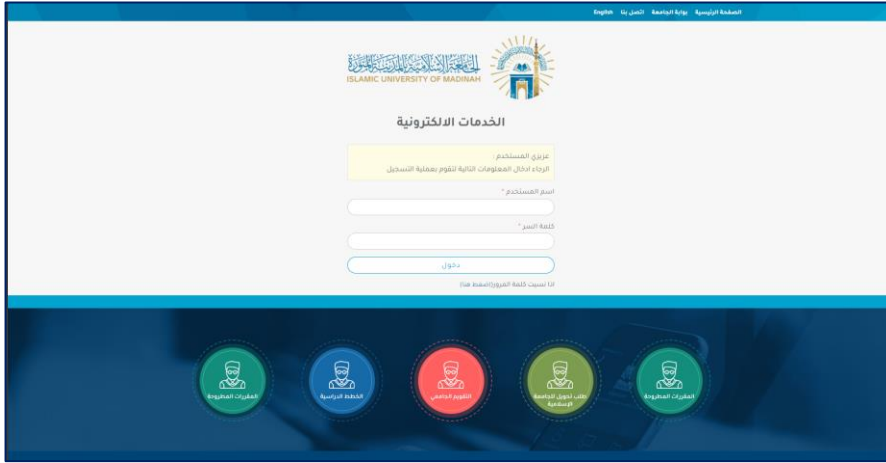 الصفحة الرئيسية بوابة الجامعة اتصل بنا English
الجامعة الإسلامية بالمدينة المنورة
ISLAMIC UNIVERSITY OF MADINAH
الخدمات الالكترونية
عزيزي المستخدم :
الرجاء ادخال المعلومات التالية لتقوم بعملية التسجيل
اسم المستخدم *
كلمة السر *
دخول
اذا نسيت كلمة المرور(اضغط هنا)
المقررات المطروحة
طلب تحويل للجامعة
الإسلامية
التقويم الجامعي
الخطط الدراسية
المقررات المطروحة